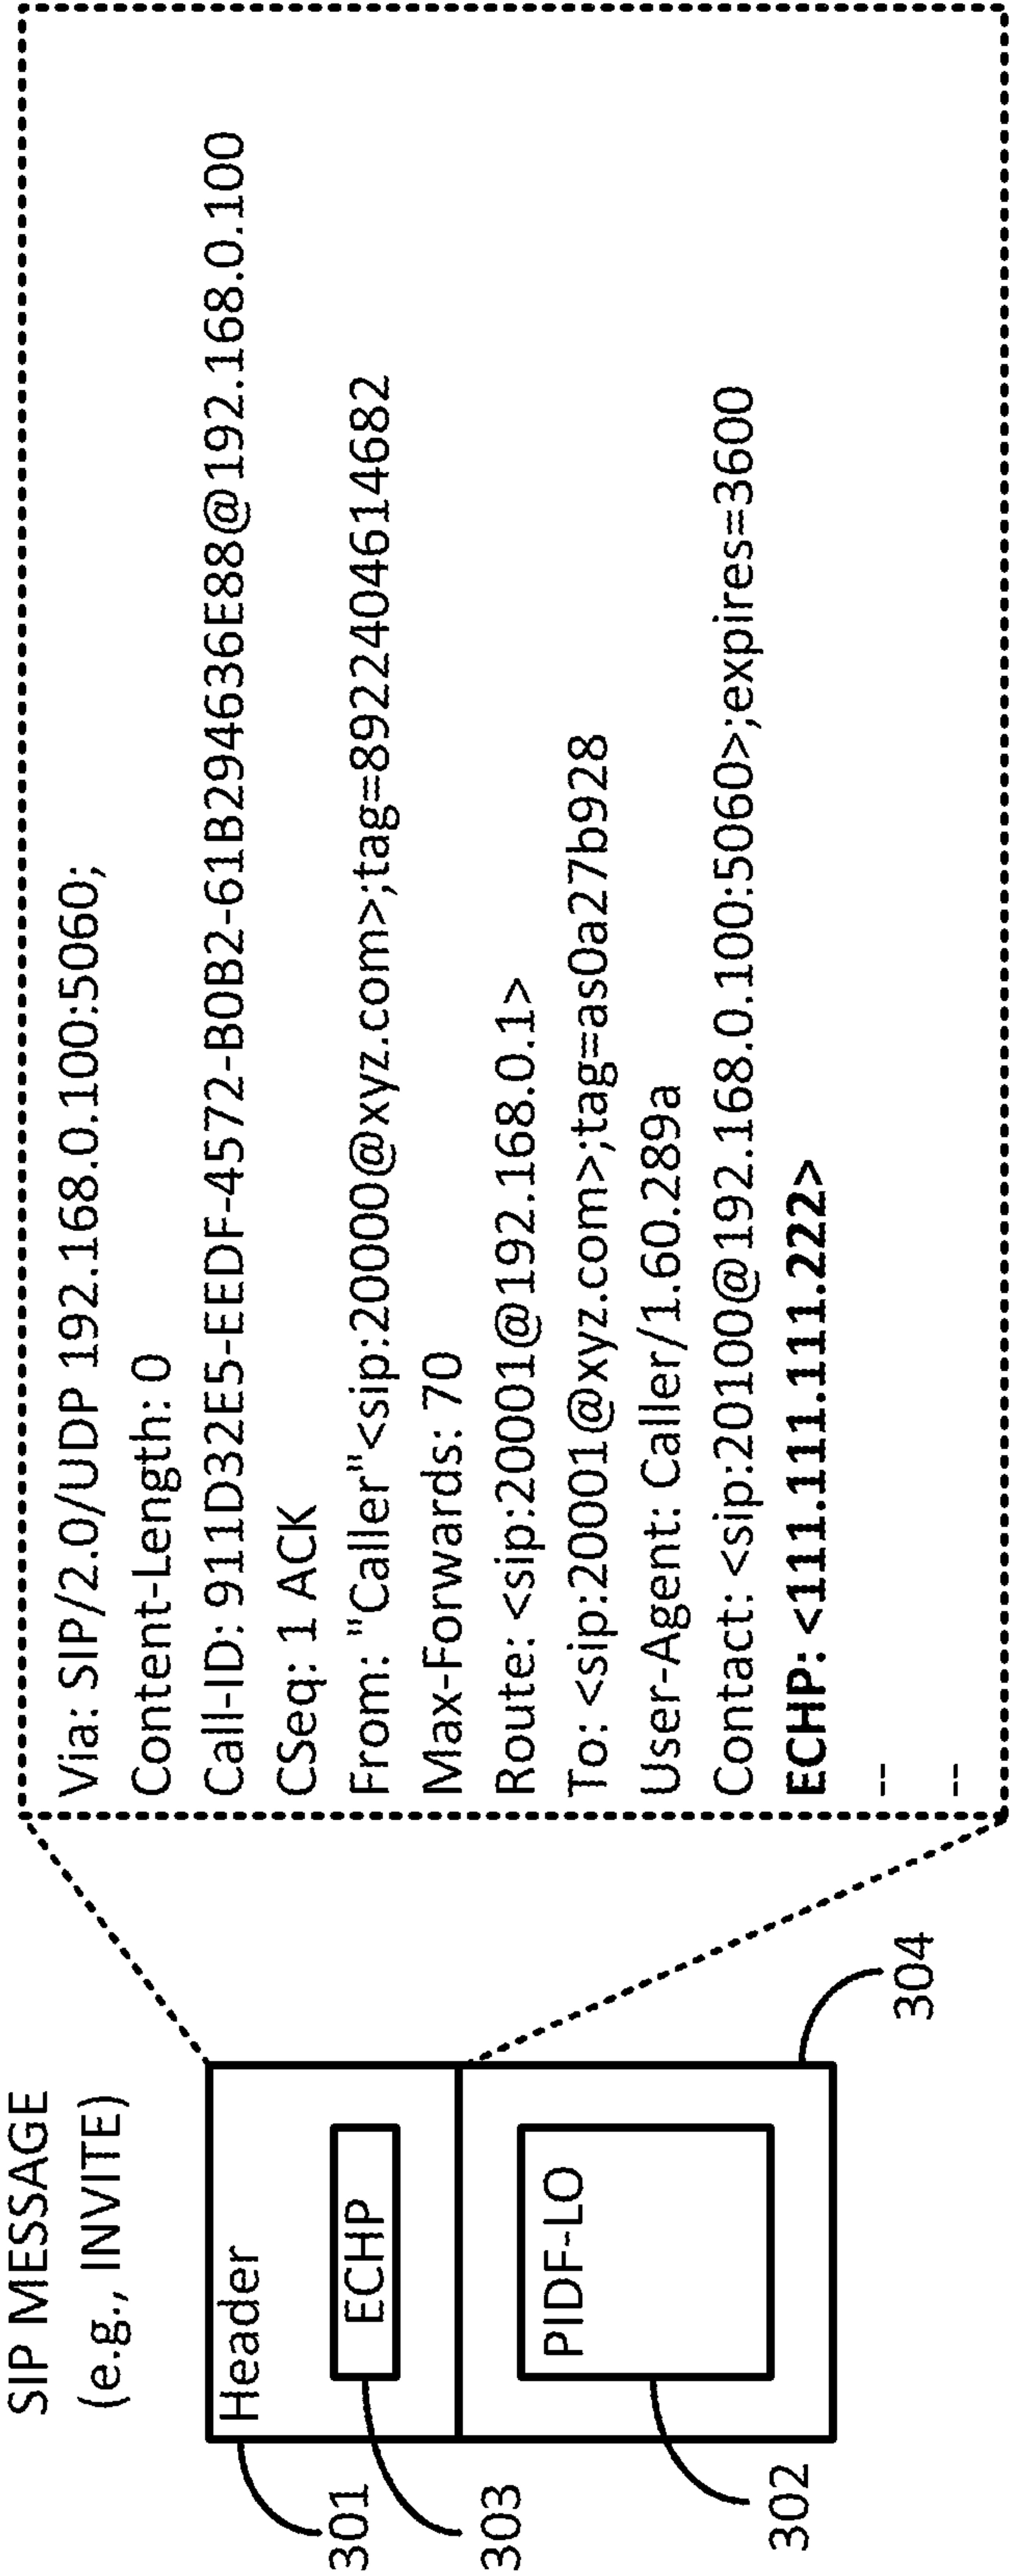 SIP MESSAGE
(e.g., INVITE)
301
Header
303
ECHP
302
PIDF-LO
304
Via: SIP/2.0/UDP 192.168.0.100:5060;
Content-Length: 0
Call-ID: 911D32E5-EEDF-4572-B0B2-61B294636E88@192.168.0.100
CSeq: 1 ACK
From: "Caller"<sip:20000@xyz.com>;tag=8922404614682
Max-Forwards: 70
Route: <sip:20001@192.168.0.1>
To: <sip:20001@xyz.com>;tag=as0a27b928
User-Agent: Caller/1.60.289a
Contact: <sip:20100@192.168.0.100:5060>;expires=3600
ECHP: <111.111.111.222>
--
--